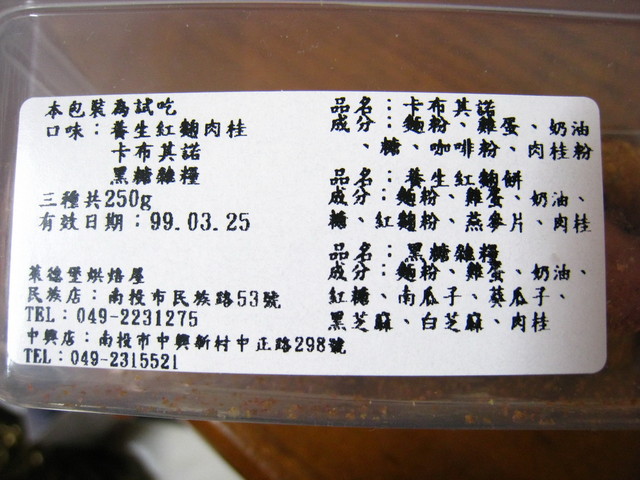 本包裝為試吃
口味：養生紅麴肉桂
卡布其諾
黑糖雜糧
三種共250g
有效日期：99.03.25
萊德堡烘焙屋
民族店：南投市民族路53號
TEL：049-2231275
中興店：南投市中興新村中正路298號
TEL：049-2315521
品名：卡布其諾
成分：麵粉、雞蛋、奶油
、糖、咖啡粉、肉桂粉
品名：養生紅麴餅
成分：麵粉、雞蛋、奶油、
糖、紅麴粉、燕麥片、肉桂
品名：黑糖雜糧
成分：麵粉、雞蛋、奶油、
紅糖、南瓜子、葵瓜子、
黑芝麻、白芝麻、肉桂